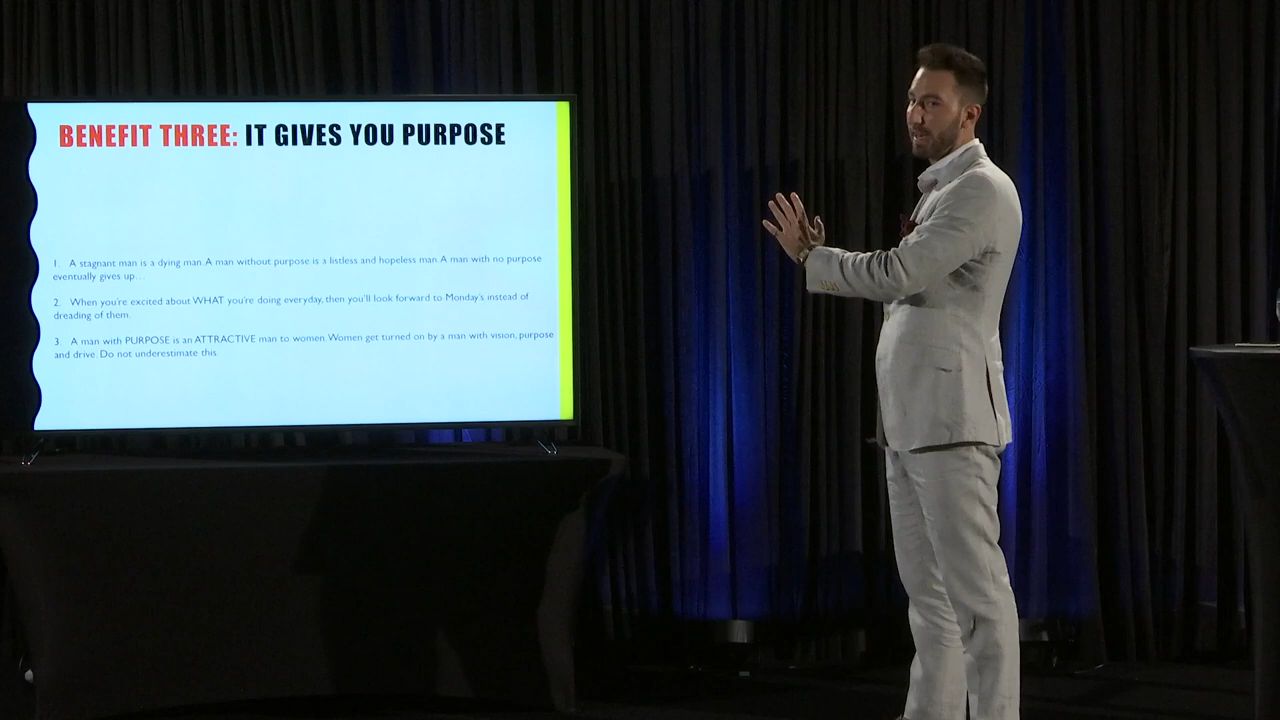 BENEFIT THREE: IT GIVES YOU PURPOSE
1. A stagnant man is a dying man. A man without purpose is a listless and hopeless man. A man with no purpose
eventually gives up…
2. When you're excited about WHAT you're doing everyday, then you'll look forward to Monday's instead of
dreading of them.
3. A man with PURPOSE is an ATTRACTIVE man to women. Women get turned on by a man with vision, purpose
and drive. Do not underestimate this.